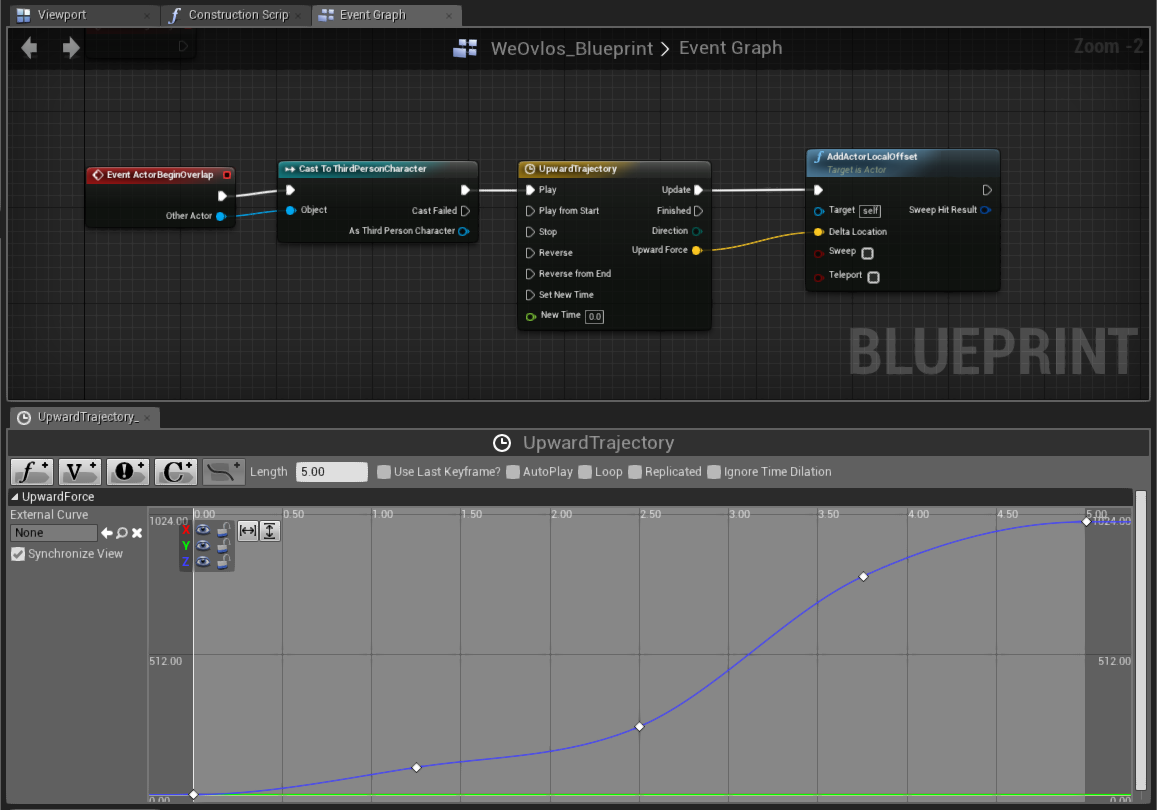 Viewport
Construction Scrip
Event Graph
WeOvlos_Blueprint > Event Graph
Zoom -2
Event ActorBeginOverlap
Other Actor
Cast To ThirdPersonCharacter
Object
Cast Failed
As Third Person Character
UpwardTrajectory
Play
Update
Play from Start
Finished
Stop
Direction
Reverse
Upward Force
Reverse from End
Set New Time
New Time 0.0
AddActorLocalOffset
Target is Actor
Target self
Sweep Hit Result
Delta Location
Sweep
Teleport
BLUEPRINT
UpwardTrajectory_
UpwardTrajectory
Length 5.00 Use Last Keyframe? AutoPlay Loop Replicated Ignore Time Dilation
UpwardForce
External Curve
None
Synchronize View
0.00 0.50 1.00 1.50 2.00 2.50 3.00 3.50 4.00 4.50 5.00
1024.00 1024.00
X
Y
Z
512.00 512.00
0.00 0.00